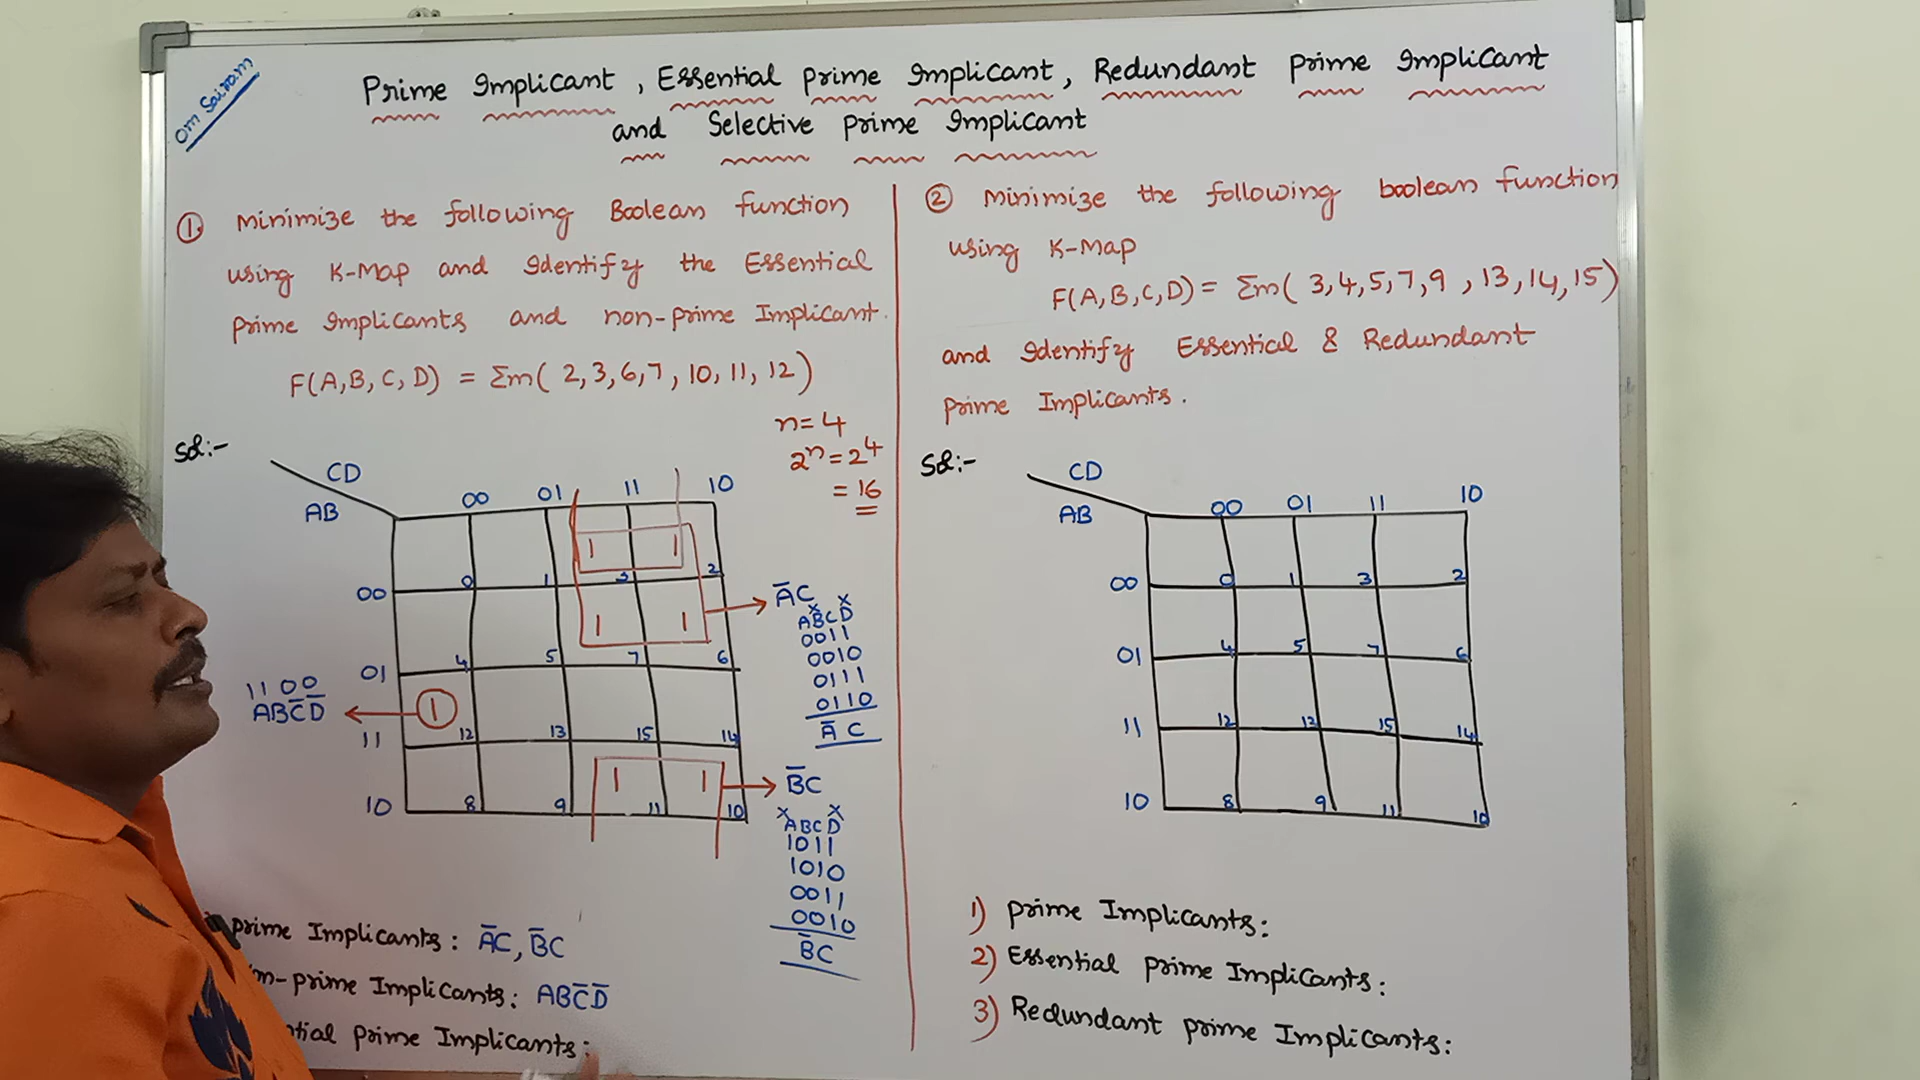 Om Sairam
Prime Implicant, Essential prime Implicant, Redundant prime Implicant
and Selective prime Implicant
1. Minimize the following Boolean function
using K-Map and Identify the Essential
prime Implicants and non-prime Implicant.
F(A,B,C,D) = Σm( 2,3,6,7,10,11,12)
n=4
2ⁿ=2⁴
=16
Sol:-
CD
AB
00 01 11 10
1 1
0 1 3 2
00
1 1
4 5 7 6
01
1
12 13 15 14
11
1 1
8 9 11 10
10
1100
ABC̅D̅
A̅C
x x
ABCD
0011
0010
0111
0110
A̅ C
B̅C
x x
ABCD
1011
1010
0011
0010
B̅C
prime Implicants: A̅C, B̅C
n-prime Implicants: ABC̅D̅
ntial prime Implicants:
2 Minimize the following boolean function
using K-Map
F(A,B,C,D) = Σm( 3,4,5,7,9 ,13,14,15)
and Identify Essential & Redundant
prime Implicants.
Sol:-
CD
AB
00 01 11 10
0 1 3 2
00
4 5 7 6
01
12 13 15 14
11
8 9 11 10
10
1) prime Implicants:
2) Essential prime Implicants:
3) Redundant prime Implicants: